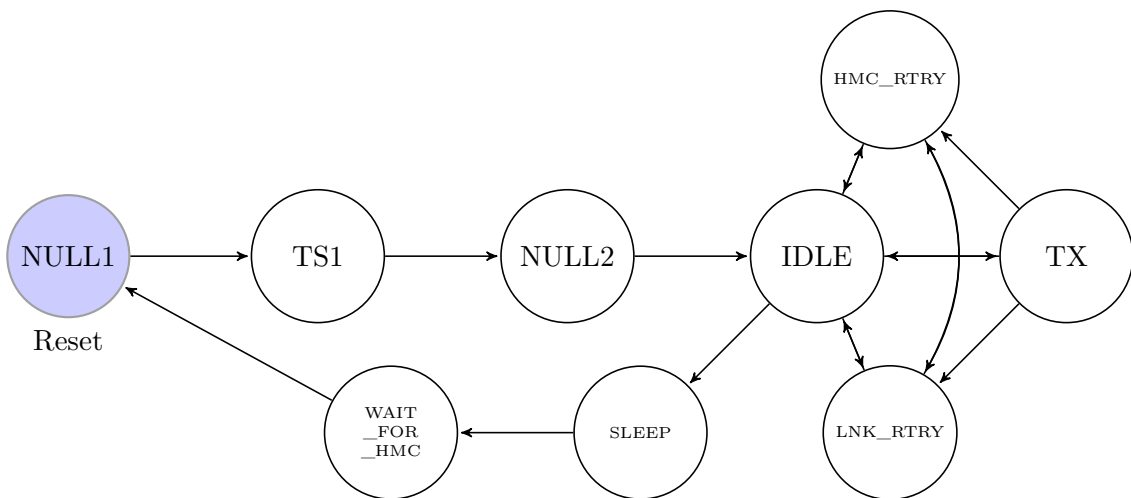 HMC_RTRY
NULL1
TS1
NULL2
IDLE
TX
Reset
WAIT
_FOR
_HMC
SLEEP
LNK_RTRY